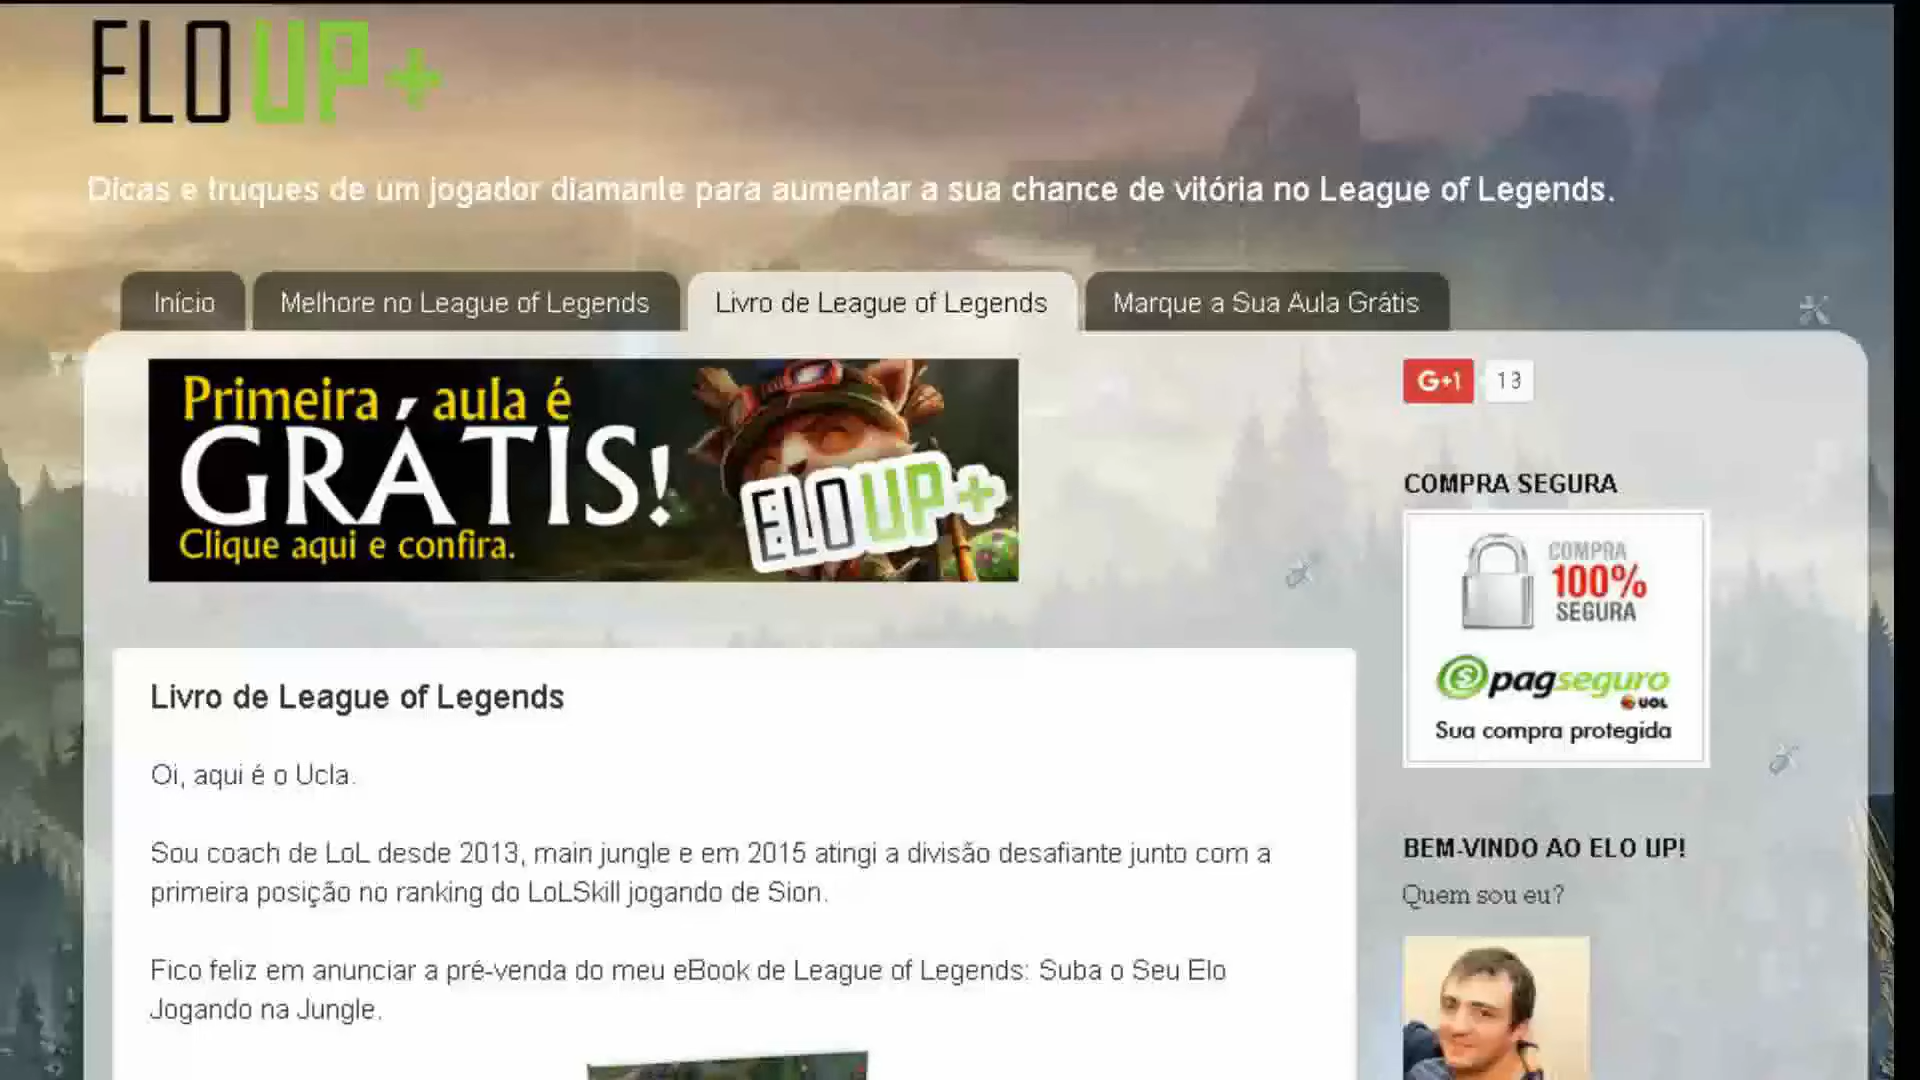 ELO UP+
Dicas e truques de um jogador diamante para aumentar a sua chance de vitória no League of Legends.
Início
Melhore no League of Legends
Livro de League of Legends
Marque a Sua Aula Grátis
Primeira aula é
GRÁTIS!
Clique aqui e confira.
ELO UP+
G+1
13
COMPRA SEGURA
COMPRA
100%
SEGURA
pagseguro
UOL
Sua compra protegida
Livro de League of Legends
Oi, aqui é o Ucla.
Sou coach de LoL desde 2013, main jungle e em 2015 atingi a divisão desafiante junto com a
primeira posição no ranking do LoLSkill jogando de Sion.
Fico feliz em anunciar a pré-venda do meu eBook de League of Legends: Suba o Seu Elo
Jogando na Jungle.
BEM-VINDO AO ELO UP!
Quem sou eu?